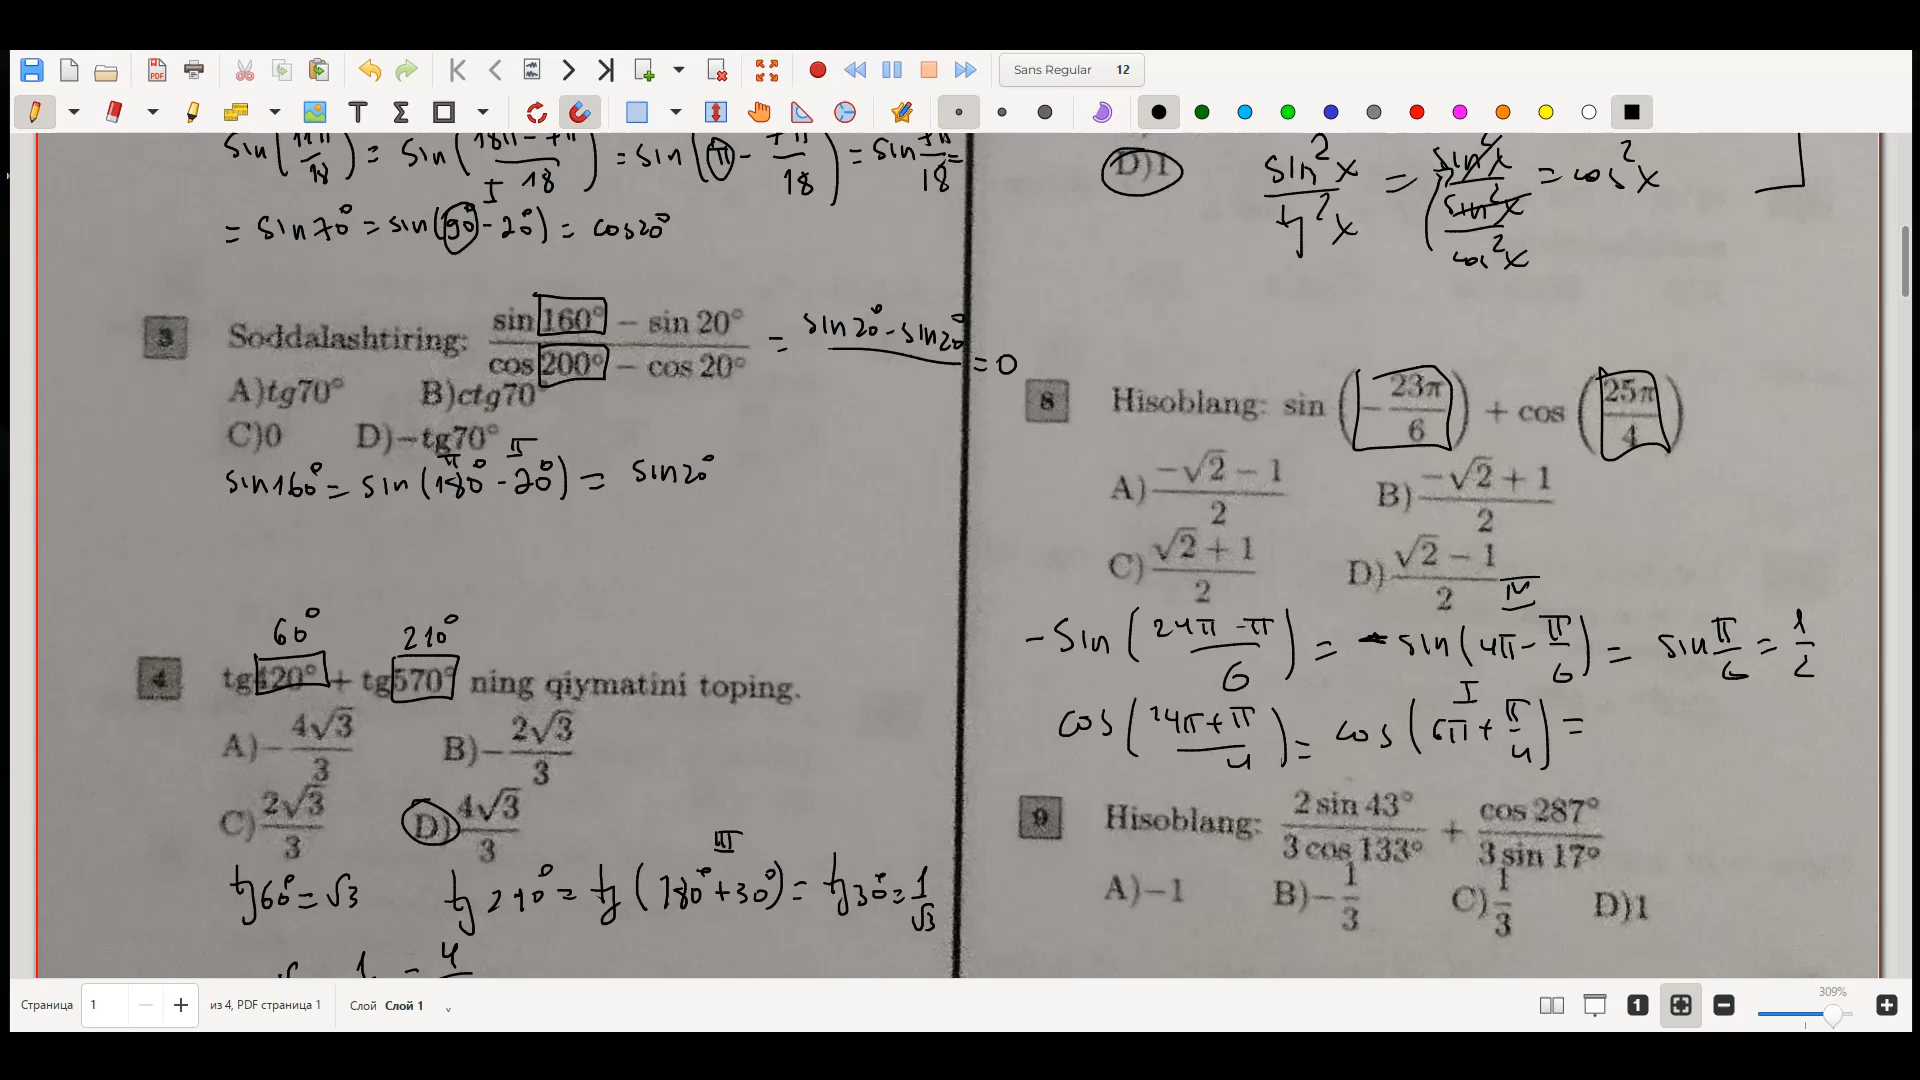 Sans Regular 12
sin(11π/18) = sin(18π-7π/18) = sin(π - 7π/18) = sin 7π/18 =
I
= sin70° = sin(90° - 20°) = cos20°
3 Soddalashtiring: (sin 160° − sin 20°)/(cos 200° − cos 20°) = (sin20° - sin20°)/ = 0
A)tg70° B)ctg70°
C)0 D)−tg70°
II
sin160° = sin(180° - 20°) = sin20°
60° 210°
4 tg420° + tg570° ning qiymatini toping.
A)−4√3/3 B)−2√3/3
C)2√3/3 D)4√3/3
III
tg60° = √3 tg210° = tg(180° + 30°) = tg30° = 1/√3
D)1 sin²x/tg²x = sin²x/(sin²x/cos²x) = cos²x
8 Hisoblang: sin(−23π/6) + cos(25π/4)
A)(−√2 − 1)/2 B)(−√2 + 1)/2
C)(√2 + 1)/2 D)(√2 − 1)/2
IV
-sin(24π-π/6) = -sin(4π - π/6) = sin π/6 = 1/2
I
cos(24π+π/4) = cos(6π + π/4) =
9 Hisoblang: 2 sin 43°/3 cos 133° + cos 287°/3 sin 17°
A)−1 B)−1/3 C)1/3 D)1
Страница 1 из 4, PDF страница 1 Слой Слой 1 309%